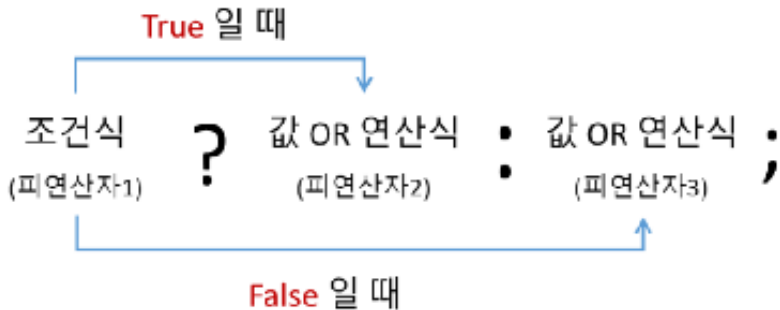 True 일 때
조건식 ? 값 OR 연산식 : 값 OR 연산식 ;
(피연산자1) (피연산자2) (피연산자3)
False 일 때